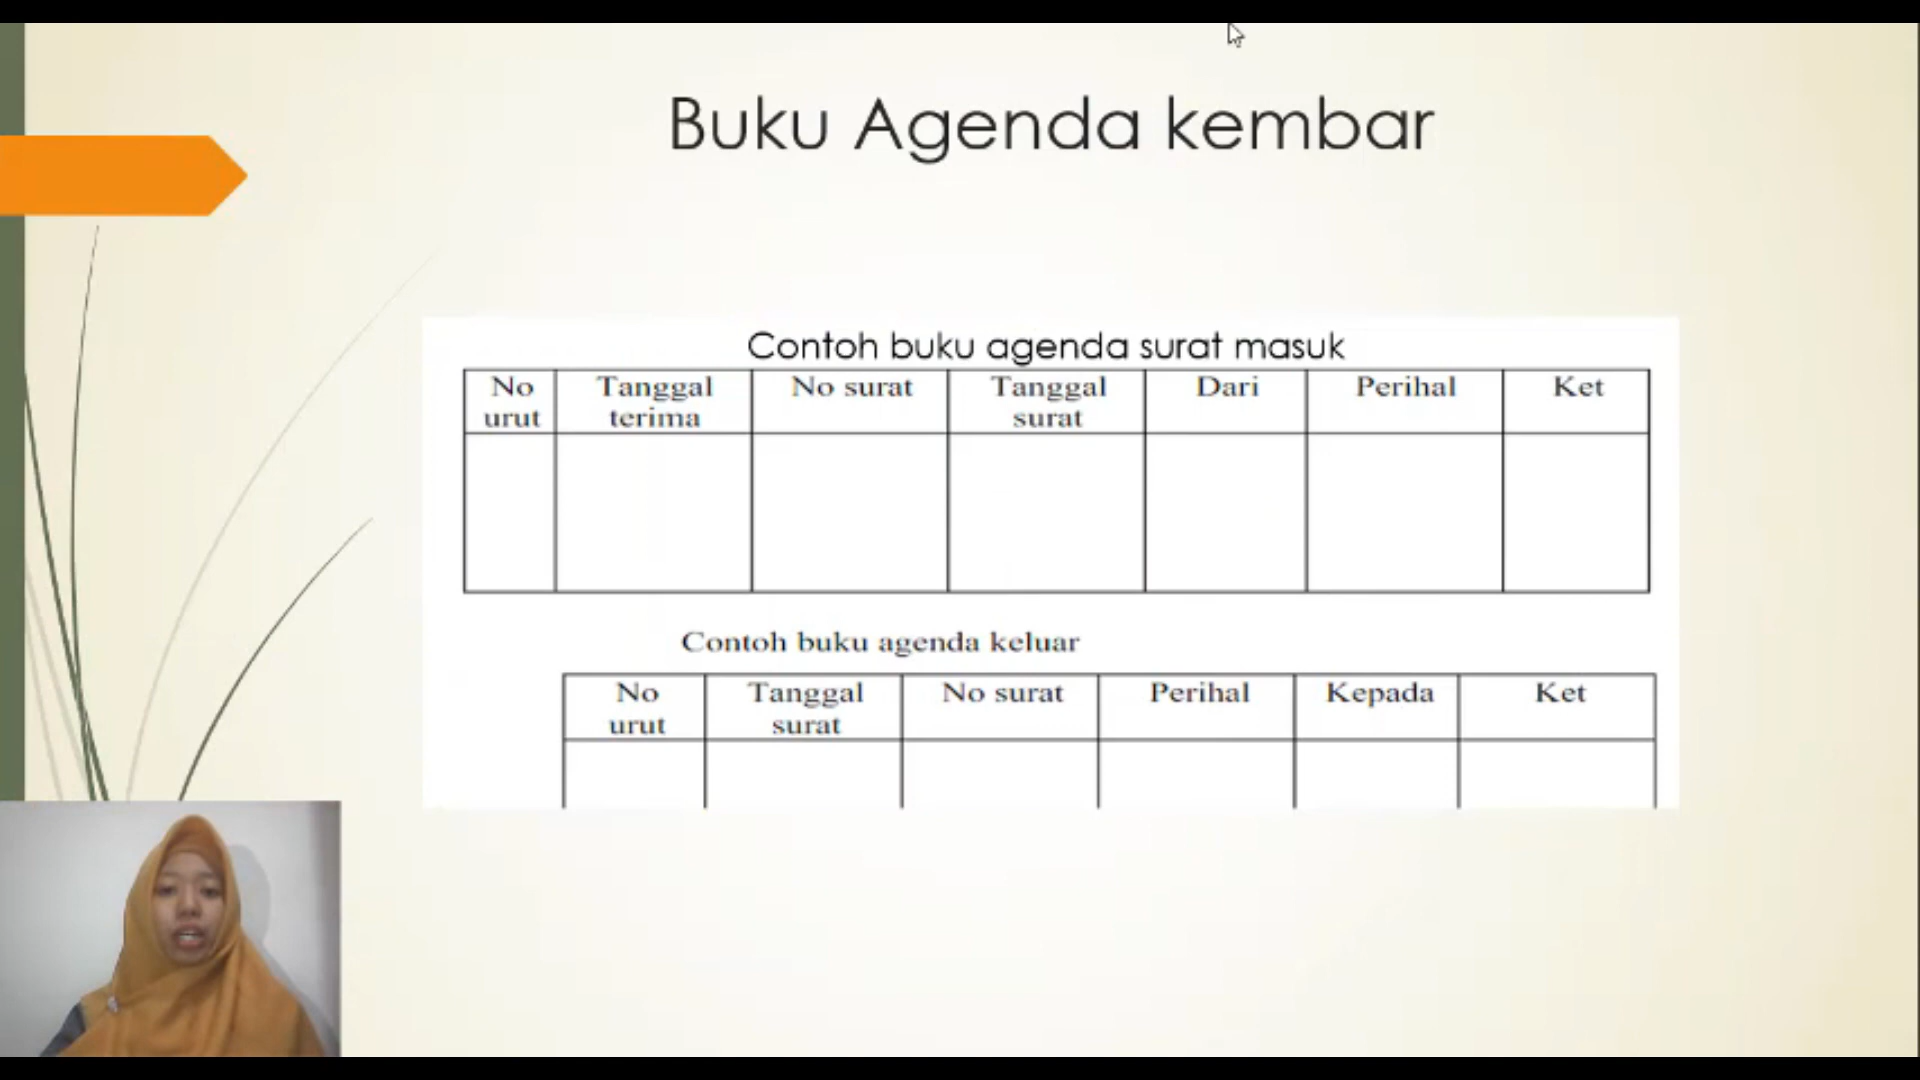 Buku Agenda kembar
Contoh buku agenda surat masuk
No urut Tanggal terima No surat Tanggal surat Dari Perihal Ket
Contoh buku agenda keluar
No urut Tanggal surat No surat Perihal Kepada Ket